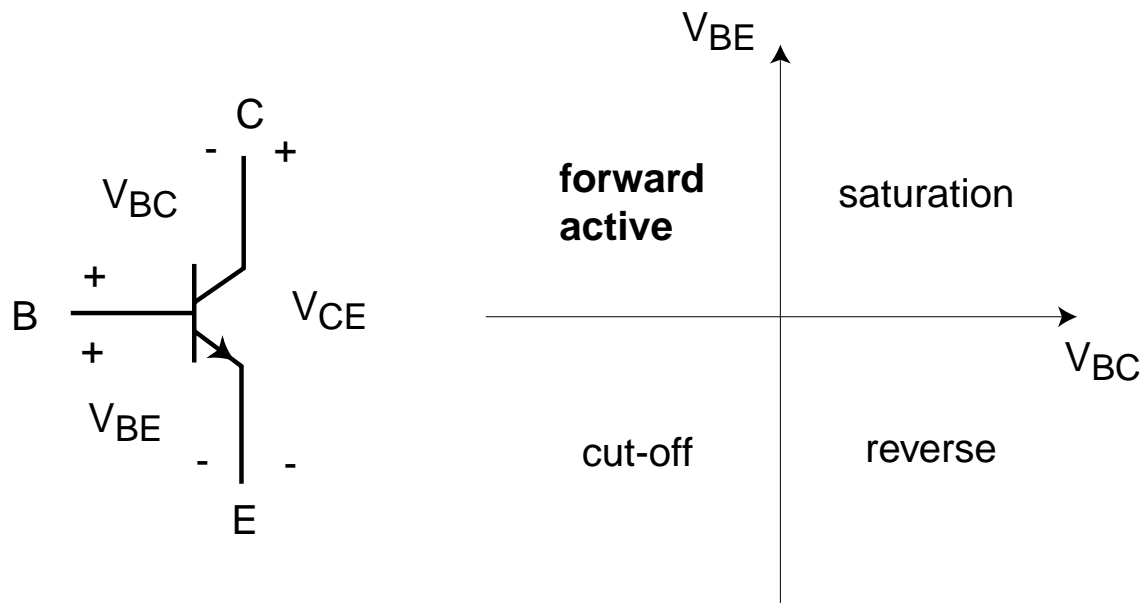 C
- +
V_BC
+
B
V_CE
+
V_BE
- -
E
V_BE
forward
active
saturation
V_BC
cut-off
reverse